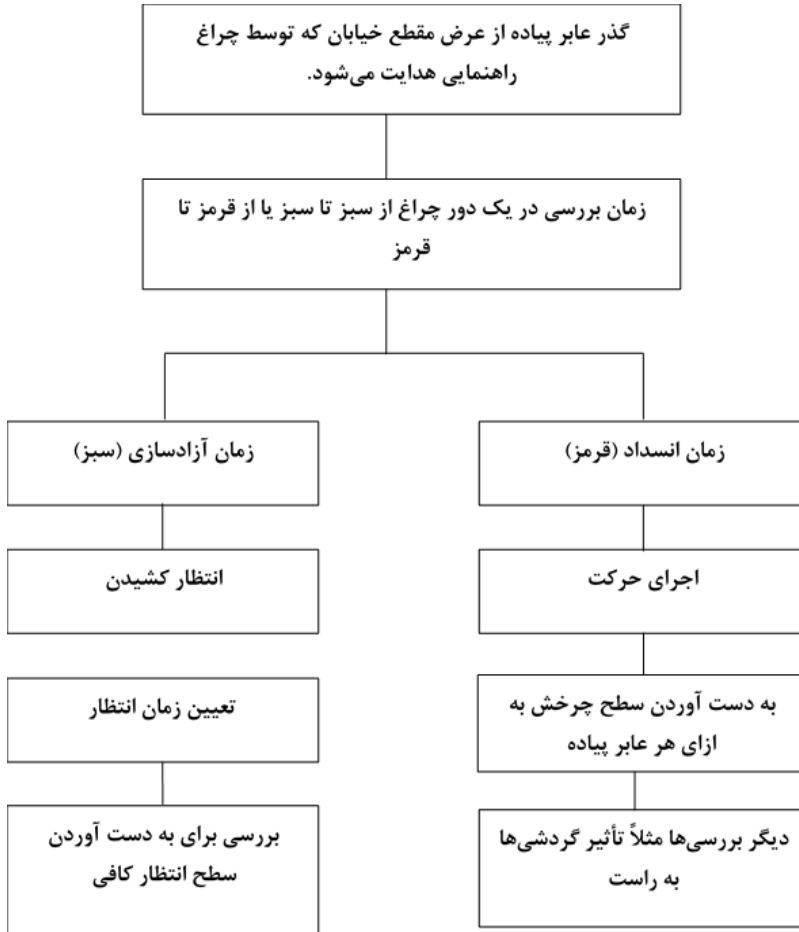 گذر عابر پیاده از عرض مقطع خیابان که توسط چراغ
راهنمایی هدایت می‌شود.
زمان بررسی در یک دور چراغ از سبز تا سبز یا از قرمز تا
قرمز
زمان انسداد (قرمز)
اجرای حرکت
به دست آوردن سطح چرخش به
ازای هر عابر پیاده
دیگر بررسی‌ها مثلاً تأثیر گردشی‌ها
به راست
زمان آزادسازی (سبز)
انتظار کشیدن
تعیین زمان انتظار
بررسی برای به دست آوردن
سطح انتظار کافی